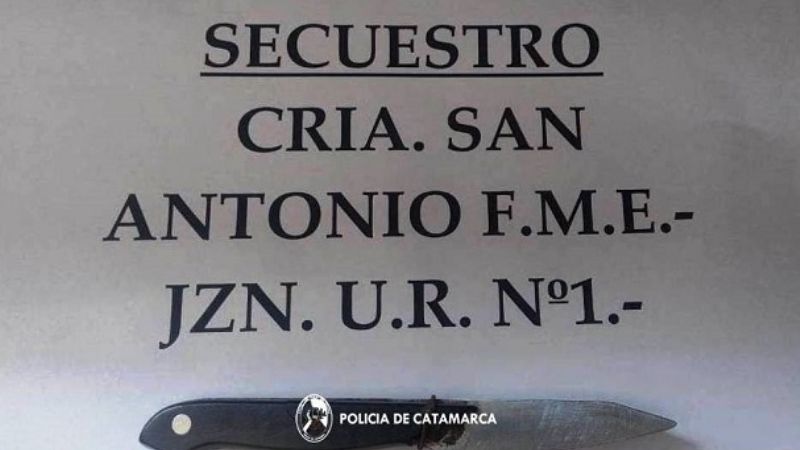 SECUESTRO
CRIA. SAN
ANTONIO F.M.E.-
JZN. U.R. Nº1.-
POLICIA DE CATAMARCA